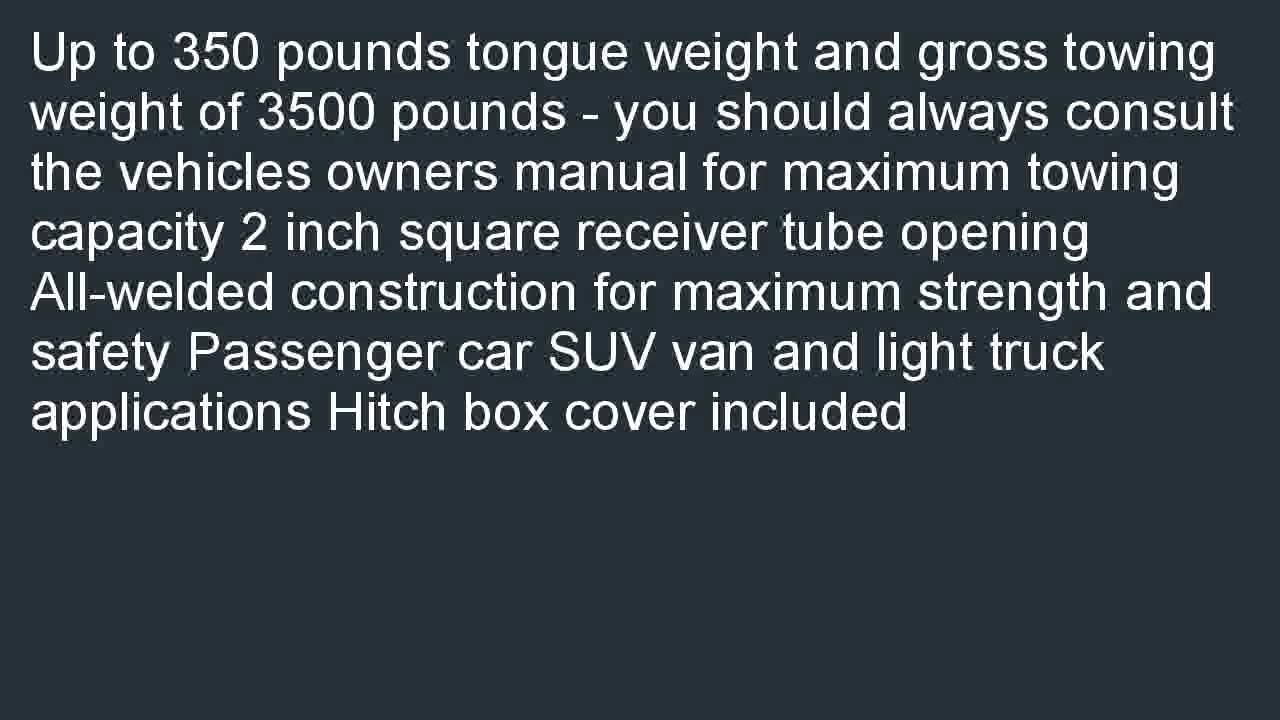 Up to 350 pounds tongue weight and gross towing
weight of 3500 pounds - you should always consult
the vehicles owners manual for maximum towing
capacity 2 inch square receiver tube opening
All-welded construction for maximum strength and
safety Passenger car SUV van and light truck
applications Hitch box cover included